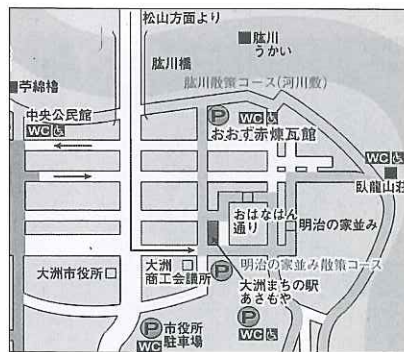 松山方面より
肱川橋
肱川
うかい
肱川散策コース(河川敷)
苧綿櫓
中央公民館
WC
P
WC
おおず赤煉瓦館
WC
臥龍山荘
おはなはん
通り
明治の家並み
大洲市役所
大洲
商工会議所
P
明治の家並み散策コース
大洲まちの駅
あさもや
P
WC
市役所
駐車場
P
WC